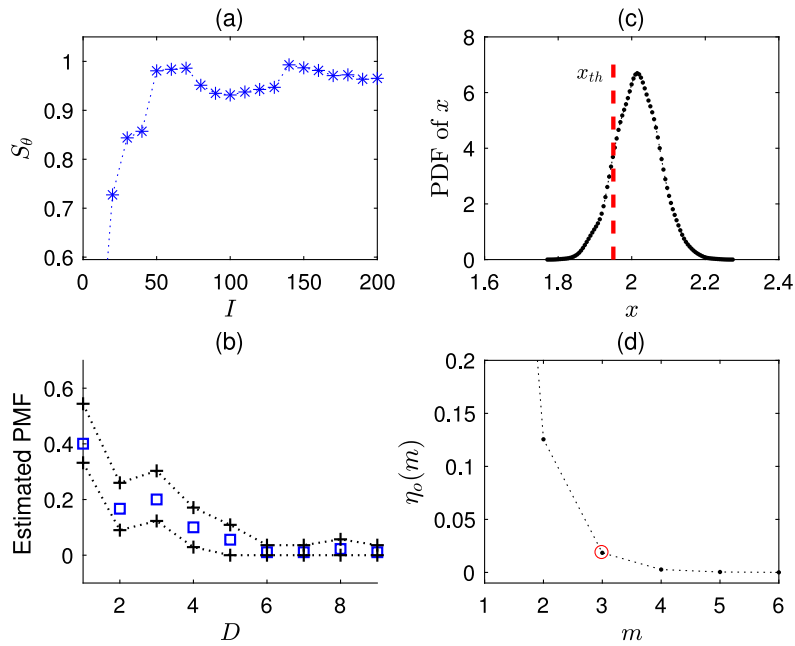 (a)
1
0.9
0.8
0.7
0.6
S_θ
0 50 100 150 200
I
(c)
8
6
4
2
0
PDF of x
x_th
1.6 1.8 2 2.2 2.4
x
(b)
0.6
0.4
0.2
0
Estimated PMF
2 4 6 8
D
(d)
0.2
0.15
0.1
0.05
0
η_o(m)
1 2 3 4 5 6
m